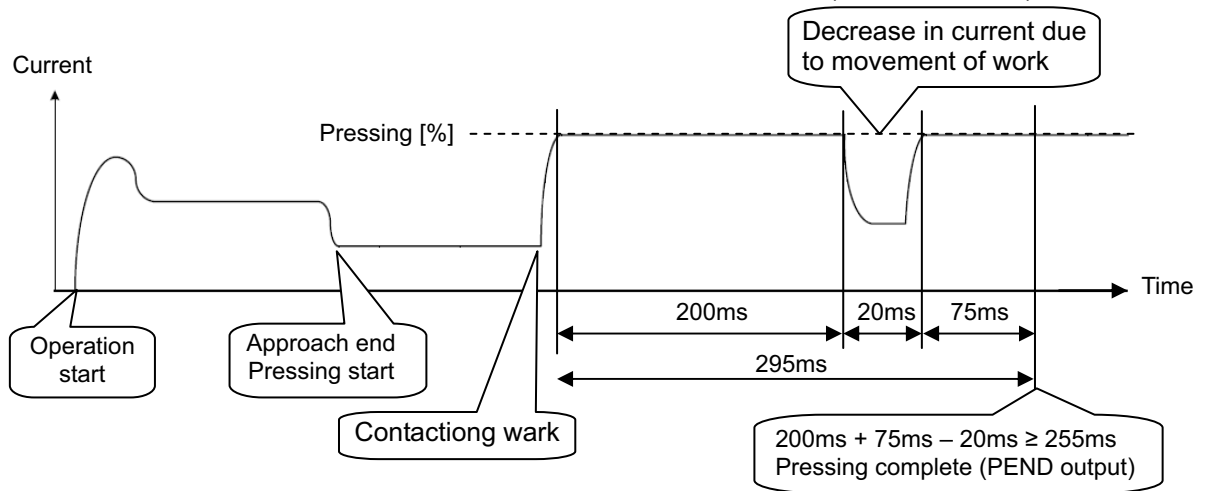 Decrease in current due
to movement of work
Current
Pressing [%]
Time
200ms
20ms
75ms
295ms
Operation
start
Approach end
Pressing start
Contactiong wark
200ms + 75ms – 20ms ≥ 255ms
Pressing complete (PEND output)